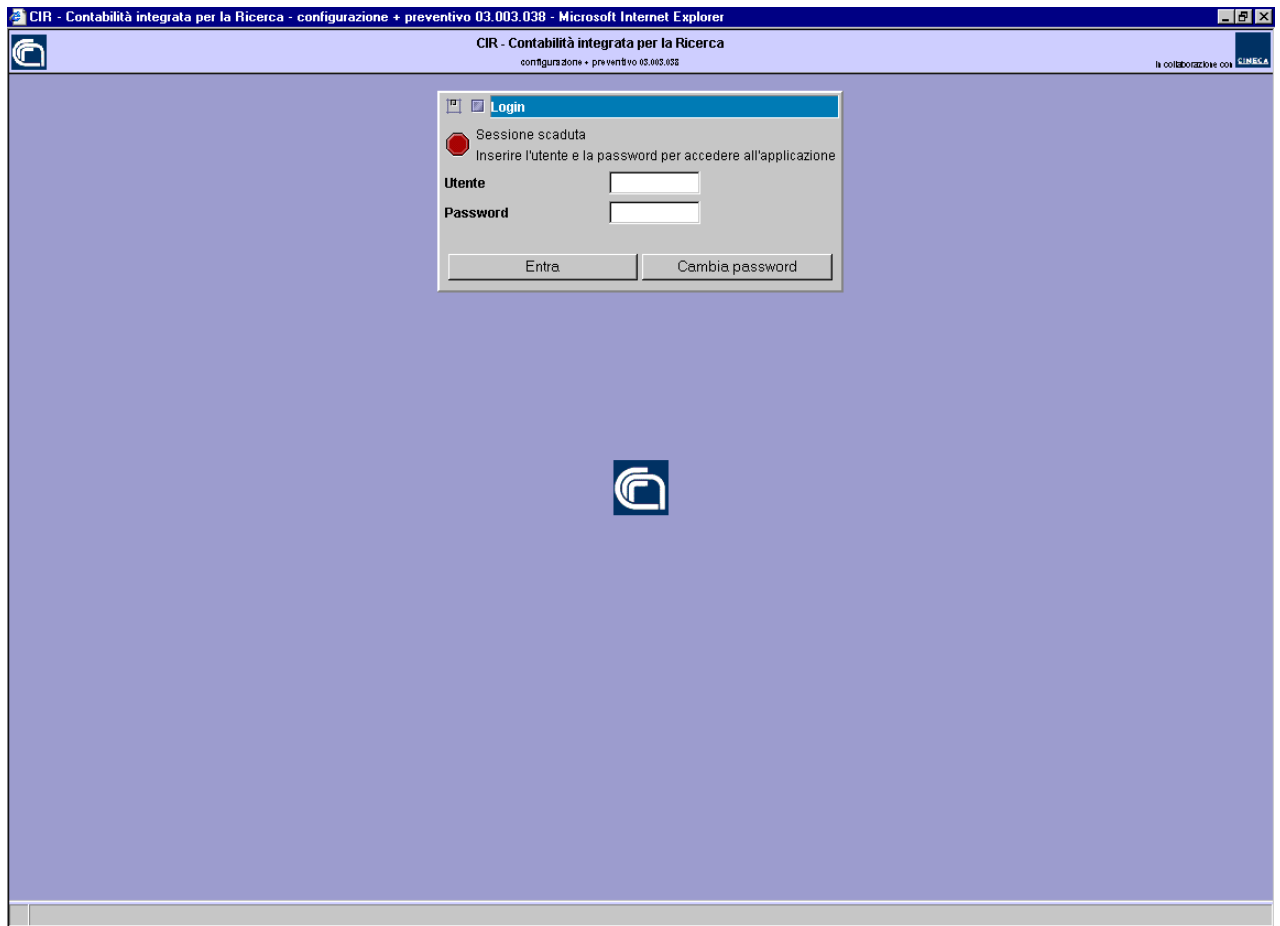 CIR - Contabilità integrata per la Ricerca - configurazione + preventivo 03.003.038 - Microsoft Internet Explorer
CIR - Contabilità integrata per la Ricerca
configurazione + preventivo 03.003.038
In collaborazione con CINECA
Login
Sessione scaduta
Inserire l'utente e la password per accedere all'applicazione
Utente
Password
Entra
Cambia password